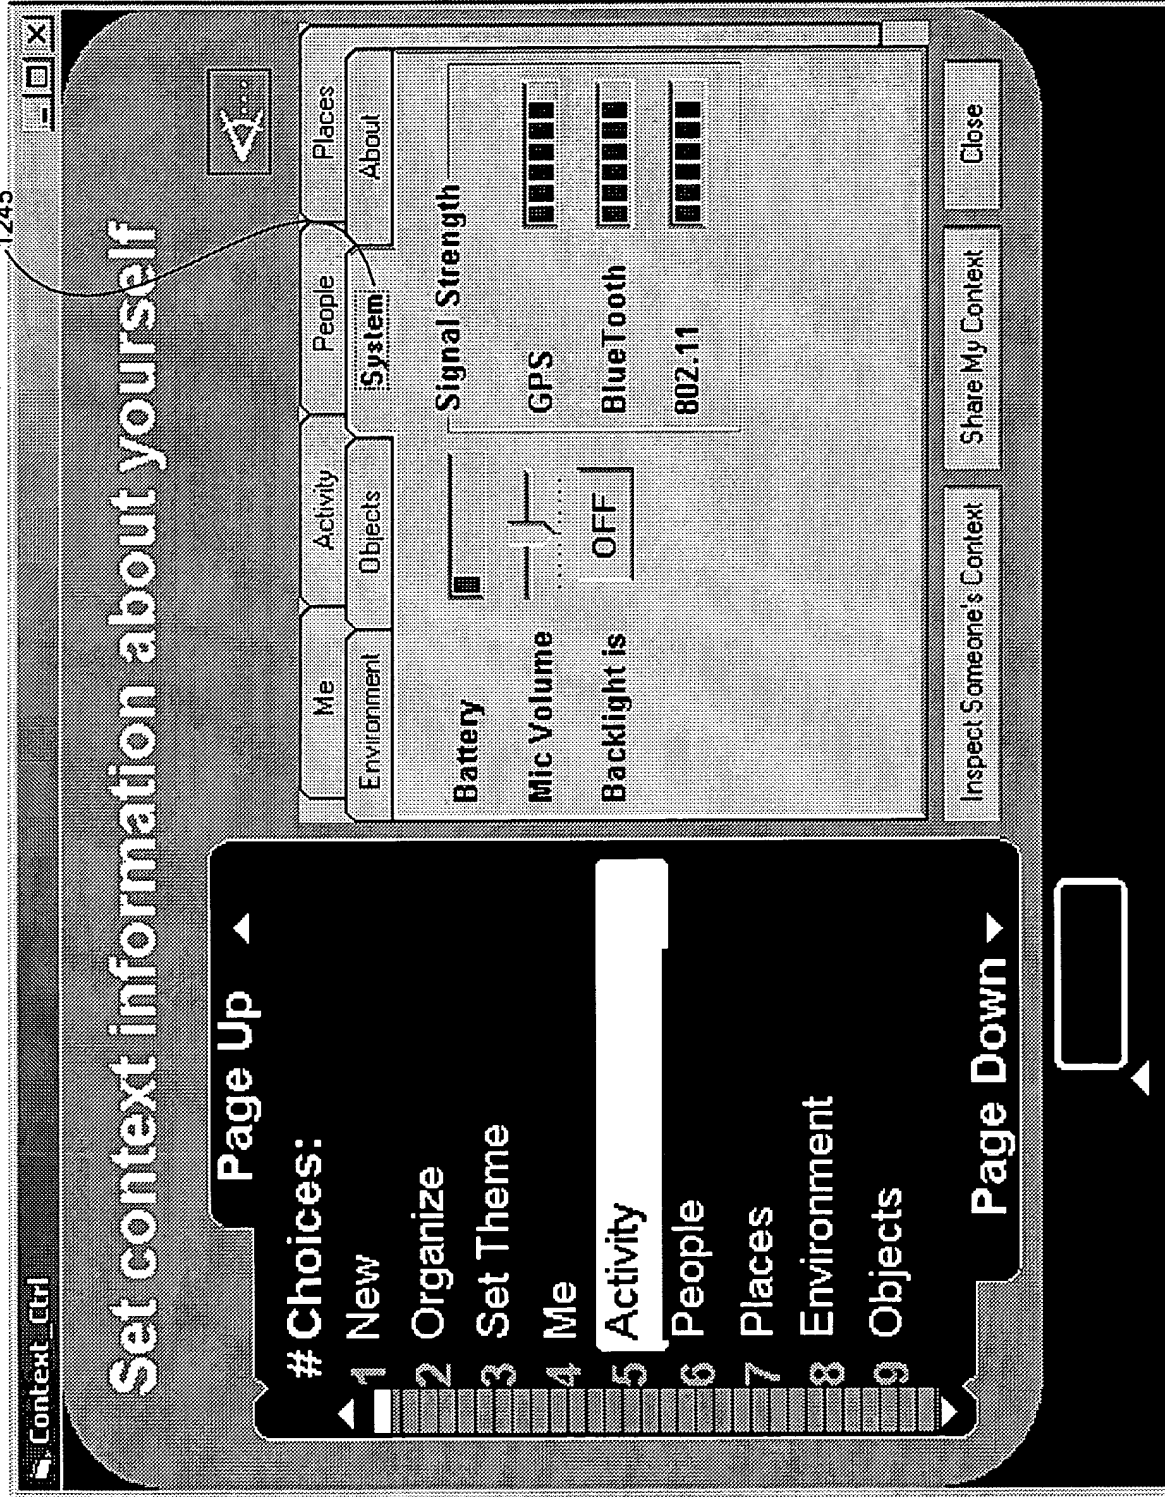 1245
Context_Ctrl
Set context information about yourself
Page Up
# Choices:
1 New
2 Organize
3 Set Theme
4 Me
5 Activity
6 People
7 Places
8 Environment
9 Objects
Page Down
Me Activity People Places
Environment Objects System About
Battery
Mic Volume
Backlight is OFF
Signal Strength
GPS
BlueTooth
802.11
Inspect Someone's Context Share My Context Close